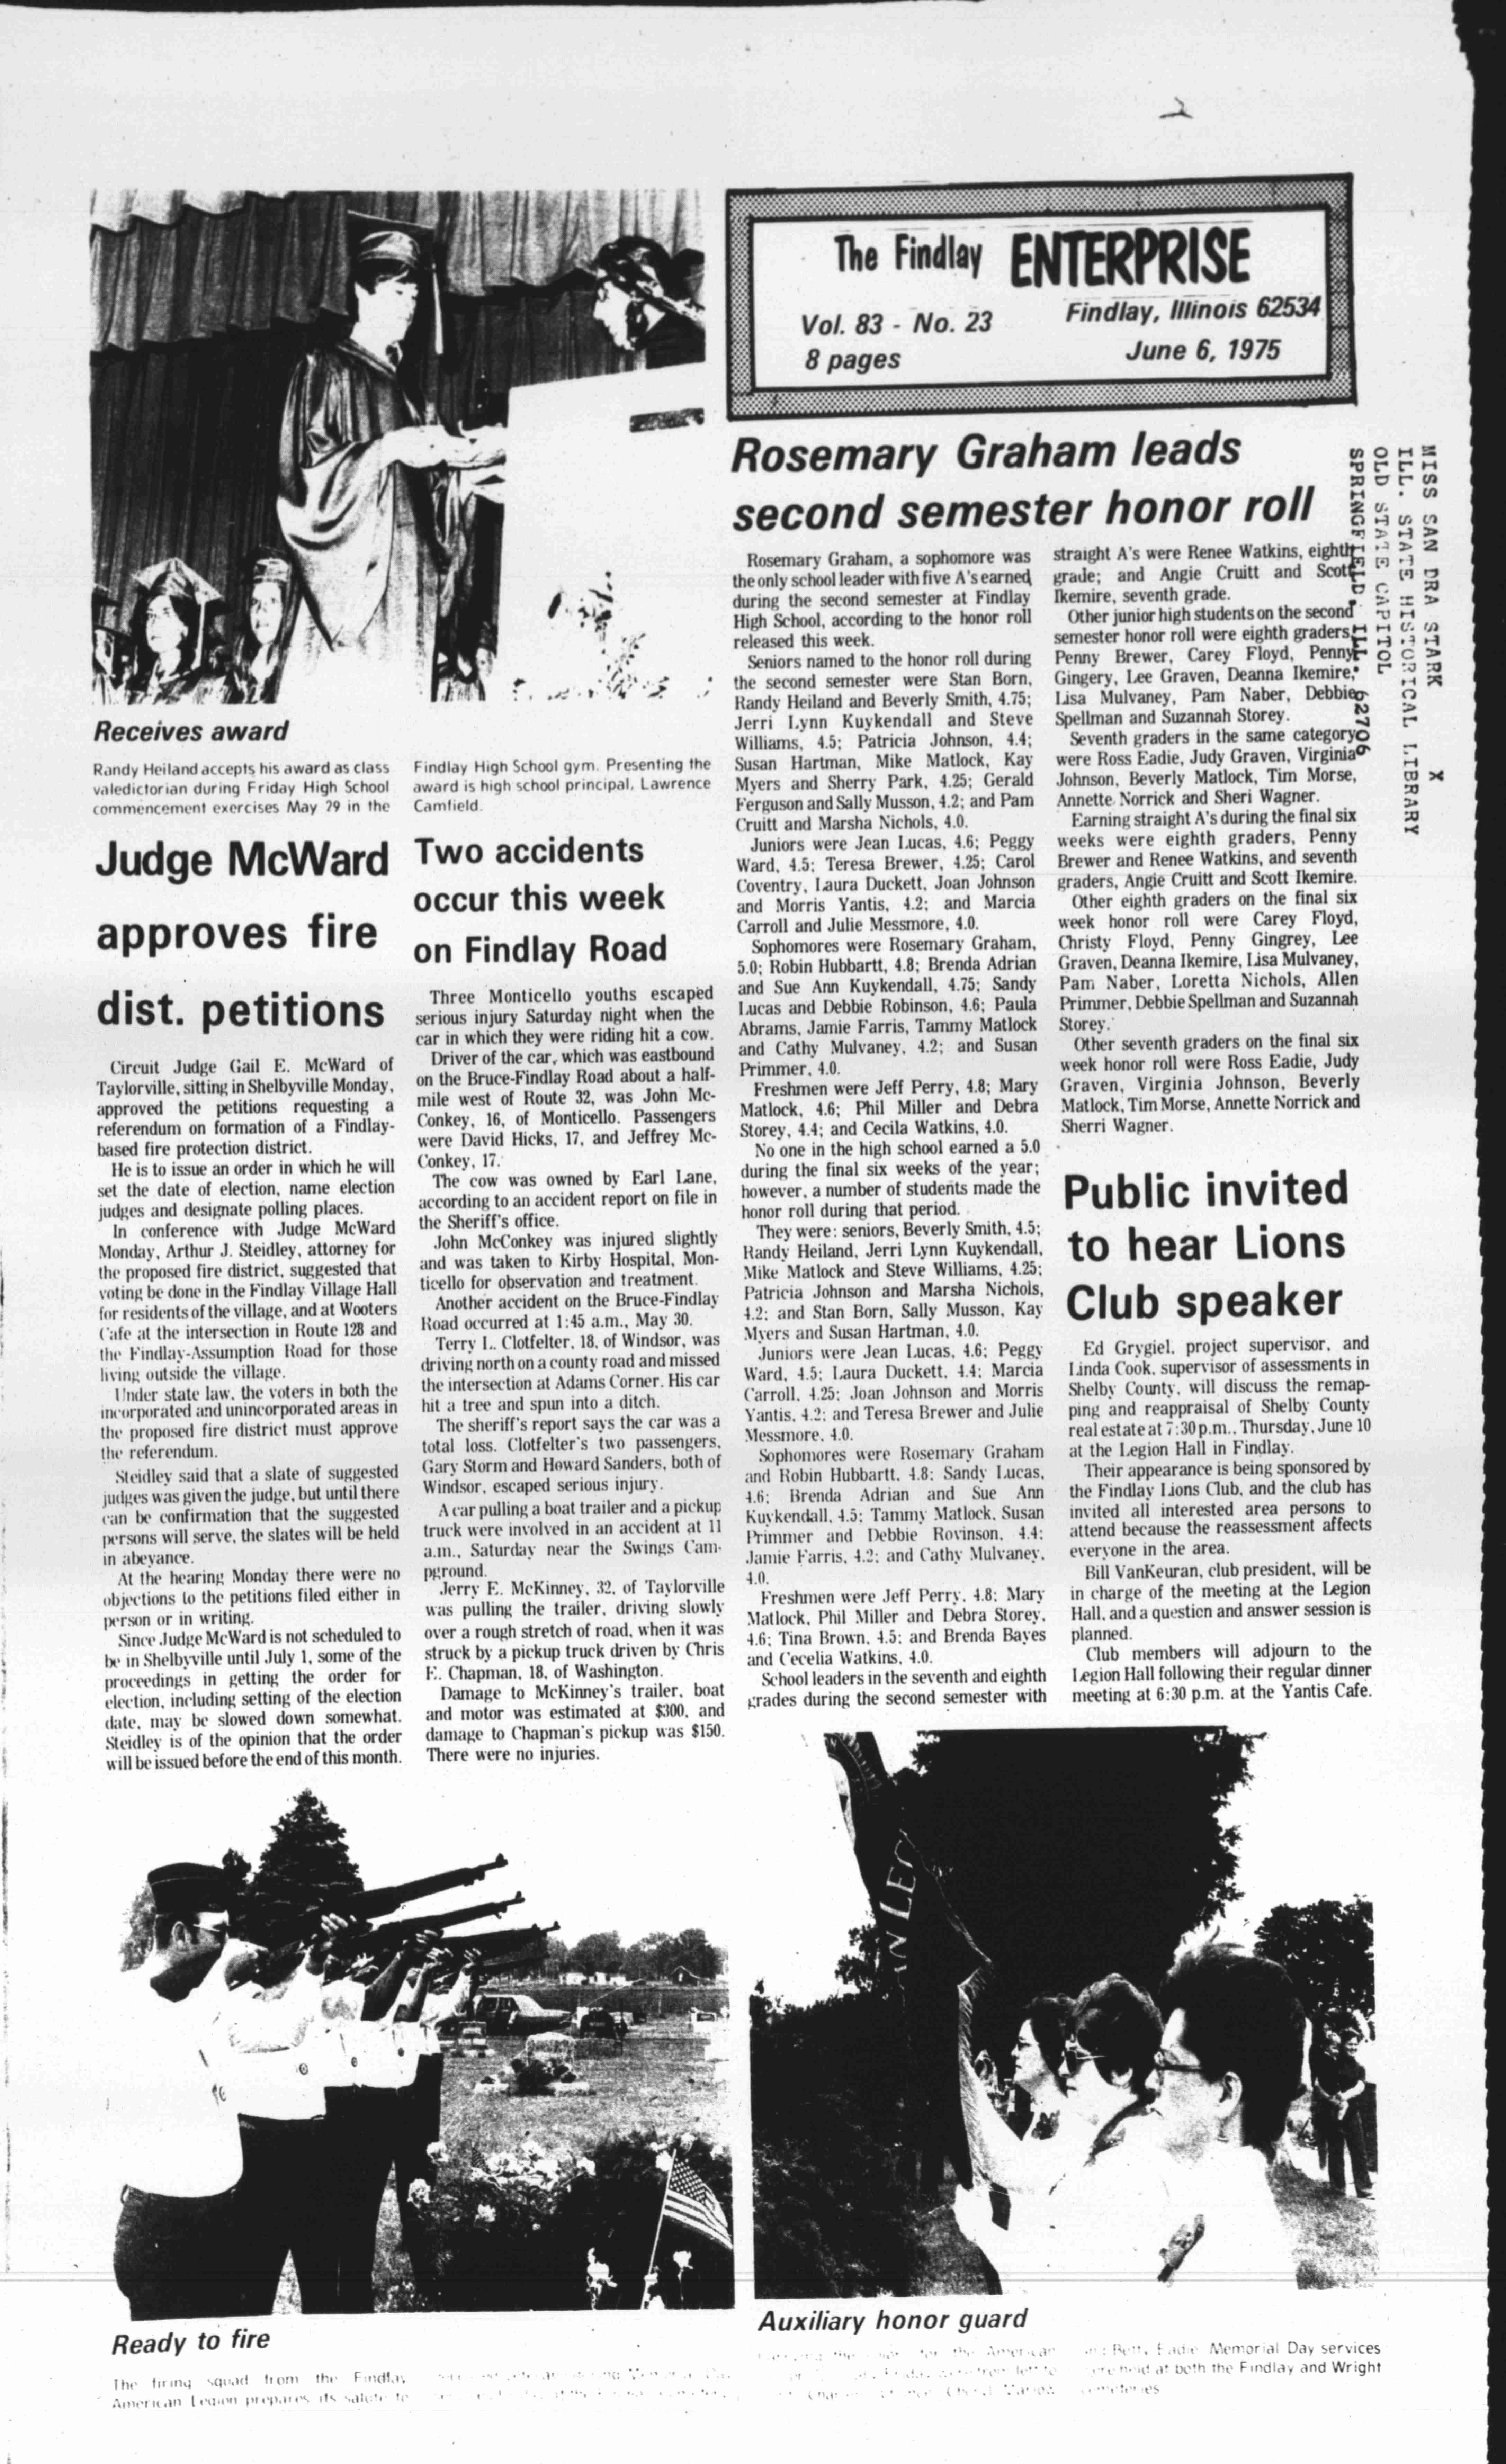 The Findlay ENTERPRISE
Vol. 83 - No. 23
Findlay, Illinois 62534
8 pages
June 6, 1975
MISS SAN DRA STARK X
ILL. STATE HISTORICAL LIBRARY
OLD STATE CAPITOL
SPRINGFIELD, ILL. 62706
Receives award
Randy Heiland accepts his award as class
valedictorian during Friday High School
commencement exercises May 29 in the
Findlay High School gym. Presenting the
award is high school principal, Lawrence
Camfield.
Judge McWard
approves fire
dist. petitions
Circuit Judge Gail E. McWard of
Taylorville, sitting in Shelbyville Monday,
approved the petitions requesting a
referendum on formation of a Findlay-
based fire protection district.
He is to issue an order in which he will
set the date of election, name election
judges and designate polling places.
In conference with Judge McWard
Monday, Arthur J. Steidley, attorney for
the proposed fire district, suggested that
voting be done in the Findlay Village Hall
for residents of the village, and at Wooters
Cafe at the intersection in Route 128 and
the Findlay-Assumption Road for those
living outside the village.
Under state law, the voters in both the
incorporated and unincorporated areas in
the proposed fire district must approve
the referendum.
Steidley said that a slate of suggested
judges was given the judge, but until there
can be confirmation that the suggested
persons will serve, the slates will be held
in abeyance.
At the hearing Monday there were no
objections to the petitions filed either in
person or in writing.
Since Judge McWard is not scheduled to
be in Shelbyville until July 1, some of the
proceedings in getting the order for
election, including setting of the election
date, may be slowed down somewhat.
Steidley is of the opinion that the order
will be issued before the end of this month.
Two accidents
occur this week
on Findlay Road
Three Monticello youths escaped
serious injury Saturday night when the
car in which they were riding hit a cow.
Driver of the car, which was eastbound
on the Bruce-Findlay Road about a half-
mile west of Route 32, was John Mc-
Conkey, 16, of Monticello. Passengers
were David Hicks, 17, and Jeffrey Mc-
Conkey, 17.
The cow was owned by Earl Lane,
according to an accident report on file in
the Sheriff's office.
John McConkey was injured slightly
and was taken to Kirby Hospital, Mon-
ticello for observation and treatment.
Another accident on the Bruce-Findlay
Road occurred at 1:45 a.m., May 30.
Terry L. Clotfelter, 18, of Windsor, was
driving north on a county road and missed
the intersection at Adams Corner. His car
hit a tree and spun into a ditch.
The sheriff's report says the car was a
total loss. Clotfelter's two passengers,
Gary Storm and Howard Sanders, both of
Windsor, escaped serious injury.
A car pulling a boat trailer and a pickup
truck were involved in an accident at 11
a.m., Saturday near the Swings Cam-
pground.
Jerry E. McKinney, 32, of Taylorville
was pulling the trailer, driving slowly
over a rough stretch of road, when it was
struck by a pickup truck driven by Chris
E. Chapman, 18, of Washington.
Damage to McKinney's trailer, boat
and motor was estimated at $300, and
damage to Chapman's pickup was $150.
There were no injuries.
Rosemary Graham leads
second semester honor roll
Rosemary Graham, a sophomore was
the only school leader with five A's earned
during the second semester at Findlay
High School, according to the honor roll
released this week.
Seniors named to the honor roll during
the second semester were Stan Born,
Randy Heiland and Beverly Smith, 4.75;
Jerri Lynn Kuykendall and Steve
Williams, 4.5; Patricia Johnson, 4.4;
Susan Hartman, Mike Matlock, Kay
Myers and Sherry Park, 4.25; Gerald
Ferguson and Sally Musson, 4.2; and Pam
Cruitt and Marsha Nichols, 4.0.
Juniors were Jean Lucas, 4.6; Peggy
Ward, 4.5; Teresa Brewer, 4.25; Carol
Coventry, Laura Duckett, Joan Johnson
and Morris Yantis, 4.2; and Marcia
Carroll and Julie Messmore, 4.0.
Sophomores were Rosemary Graham,
5.0; Robin Hubbartt, 4.8; Brenda Adrian
and Sue Ann Kuykendall, 4.75; Sandy
Lucas and Debbie Robinson, 4.6; Paula
Abrams, Jamie Farris, Tammy Matlock
and Cathy Mulvaney, 4.2; and Susan
Primmer, 4.0.
Freshmen were Jeff Perry, 4.8; Mary
Matlock, 4.6; Phil Miller and Debra
Storey, 4.4; and Cecila Watkins, 4.0.
No one in the high school earned a 5.0
during the final six weeks of the year;
however, a number of students made the
honor roll during that period.
They were: seniors, Beverly Smith, 4.5;
Randy Heiland, Jerri Lynn Kuykendall,
Mike Matlock and Steve Williams, 4.25;
Patricia Johnson and Marsha Nichols,
4.2; and Stan Born, Sally Musson, Kay
Myers and Susan Hartman, 4.0.
Juniors were Jean Lucas, 4.6; Peggy
Ward, 4.5; Laura Duckett, 4.4; Marcia
Carroll, 4.25; Joan Johnson and Morris
Yantis, 4.2; and Teresa Brewer and Julie
Messmore, 4.0.
Sophomores were Rosemary Graham
and Robin Hubbartt, 4.8; Sandy Lucas,
4.6; Brenda Adrian and Sue Ann
Kuykendall, 4.5; Tammy Matlock, Susan
Primmer and Debbie Rovinson, 4.4;
Jamie Farris, 4.2; and Cathy Mulvaney,
4.0.
Freshmen were Jeff Perry, 4.8; Mary
Matlock, Phil Miller and Debra Storey,
4.6; Tina Brown, 4.5; and Brenda Bayes
and Cecelia Watkins, 4.0.
School leaders in the seventh and eighth
grades during the second semester with
straight A's were Renee Watkins, eighth
grade; and Angie Cruitt and Scott
Ikemire, seventh grade.
Other junior high students on the second
semester honor roll were eighth graders
Penny Brewer, Carey Floyd, Penny
Gingery, Lee Graven, Deanna Ikemire,
Lisa Mulvaney, Pam Naber, Debbie
Spellman and Suzannah Storey.
Seventh graders in the same category
were Ross Eadie, Judy Graven, Virginia
Johnson, Beverly Matlock, Tim Morse,
Annette Norrick and Sheri Wagner.
Earning straight A's during the final six
weeks were eighth graders, Penny
Brewer and Renee Watkins, and seventh
graders, Angie Cruitt and Scott Ikemire.
Other eighth graders on the final six
week honor roll were Carey Floyd,
Christy Floyd, Penny Gingrey, Lee
Graven, Deanna Ikemire, Lisa Mulvaney,
Pam Naber, Loretta Nichols, Allen
Primmer, Debbie Spellman and Suzannah
Storey.
Other seventh graders on the final six
week honor roll were Ross Eadie, Judy
Graven, Virginia Johnson, Beverly
Matlock, Tim Morse, Annette Norrick and
Sherri Wagner.
Public invited
to hear Lions
Club speaker
Ed Grygiel, project supervisor, and
Linda Cook, supervisor of assessments in
Shelby County, will discuss the remap-
ping and reappraisal of Shelby County
real estate at 7:30 p.m., Thursday, June 10
at the Legion Hall in Findlay.
Their appearance is being sponsored by
the Findlay Lions Club, and the club has
invited all interested area persons to
attend because the reassessment affects
everyone in the area.
Bill VanKeuran, club president, will be
in charge of the meeting at the Legion
Hall, and a question and answer session is
planned.
Club members will adjourn to the
Legion Hall following their regular dinner
meeting at 6:30 p.m. at the Yantis Cafe.
Ready to fire
The firing squad from the Findlay
American Legion prepares its salute to
Auxiliary honor guard
the American
Betty Eadie. Memorial Day services
were held at both the Findlay and Wright
cemeteries